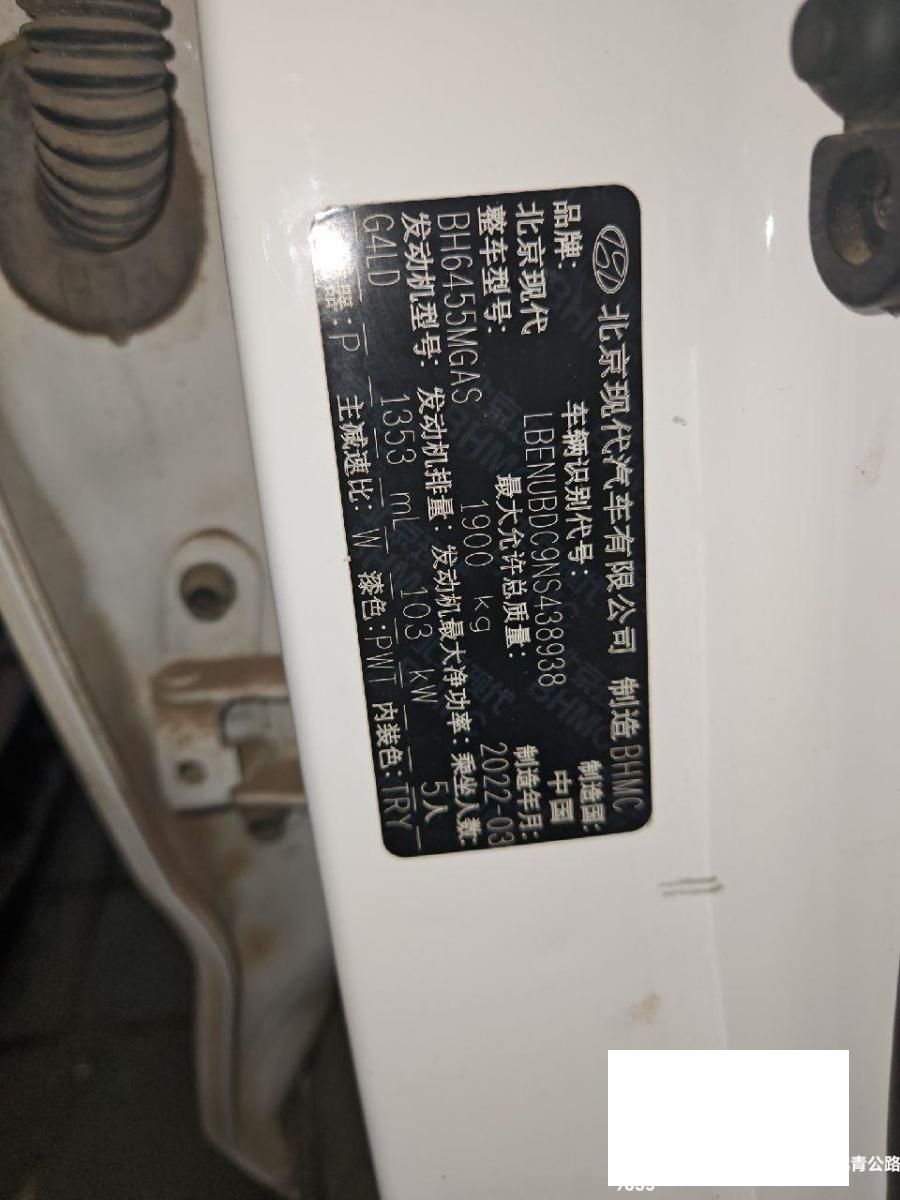 北京现代汽车有限公司 制造 BHMC
品牌: 车辆识别代号: 制造国:
北京现代 LBENUBDC9NS438938 中国
整车型号: 最大允许总质量: 制造年月:
BH6455MGAS 1900 kg 2022-03
发动机型号: 发动机排量: 发动机最大净功率: 乘坐人数:
G4LD 1353 mL 103 kW 5人
器:P 主减速比: W 漆色:PWT 内装色:TRY
青公路